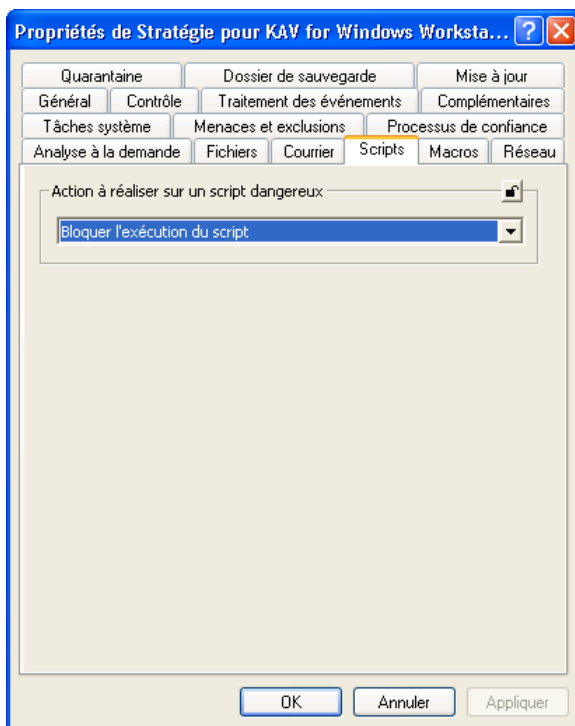 Propriétés de Stratégie pour KAV for Windows Worksta...
Quarantaine Dossier de sauvegarde Mise à jour
Général Contrôle Traitement des événements Complémentaires
Tâches système Menaces et exclusions Processus de confiance
Analyse à la demande Fichiers Courrier Scripts Macros Réseau
Action à réaliser sur un script dangereux
Bloquer l'exécution du script
OK Annuler Appliquer